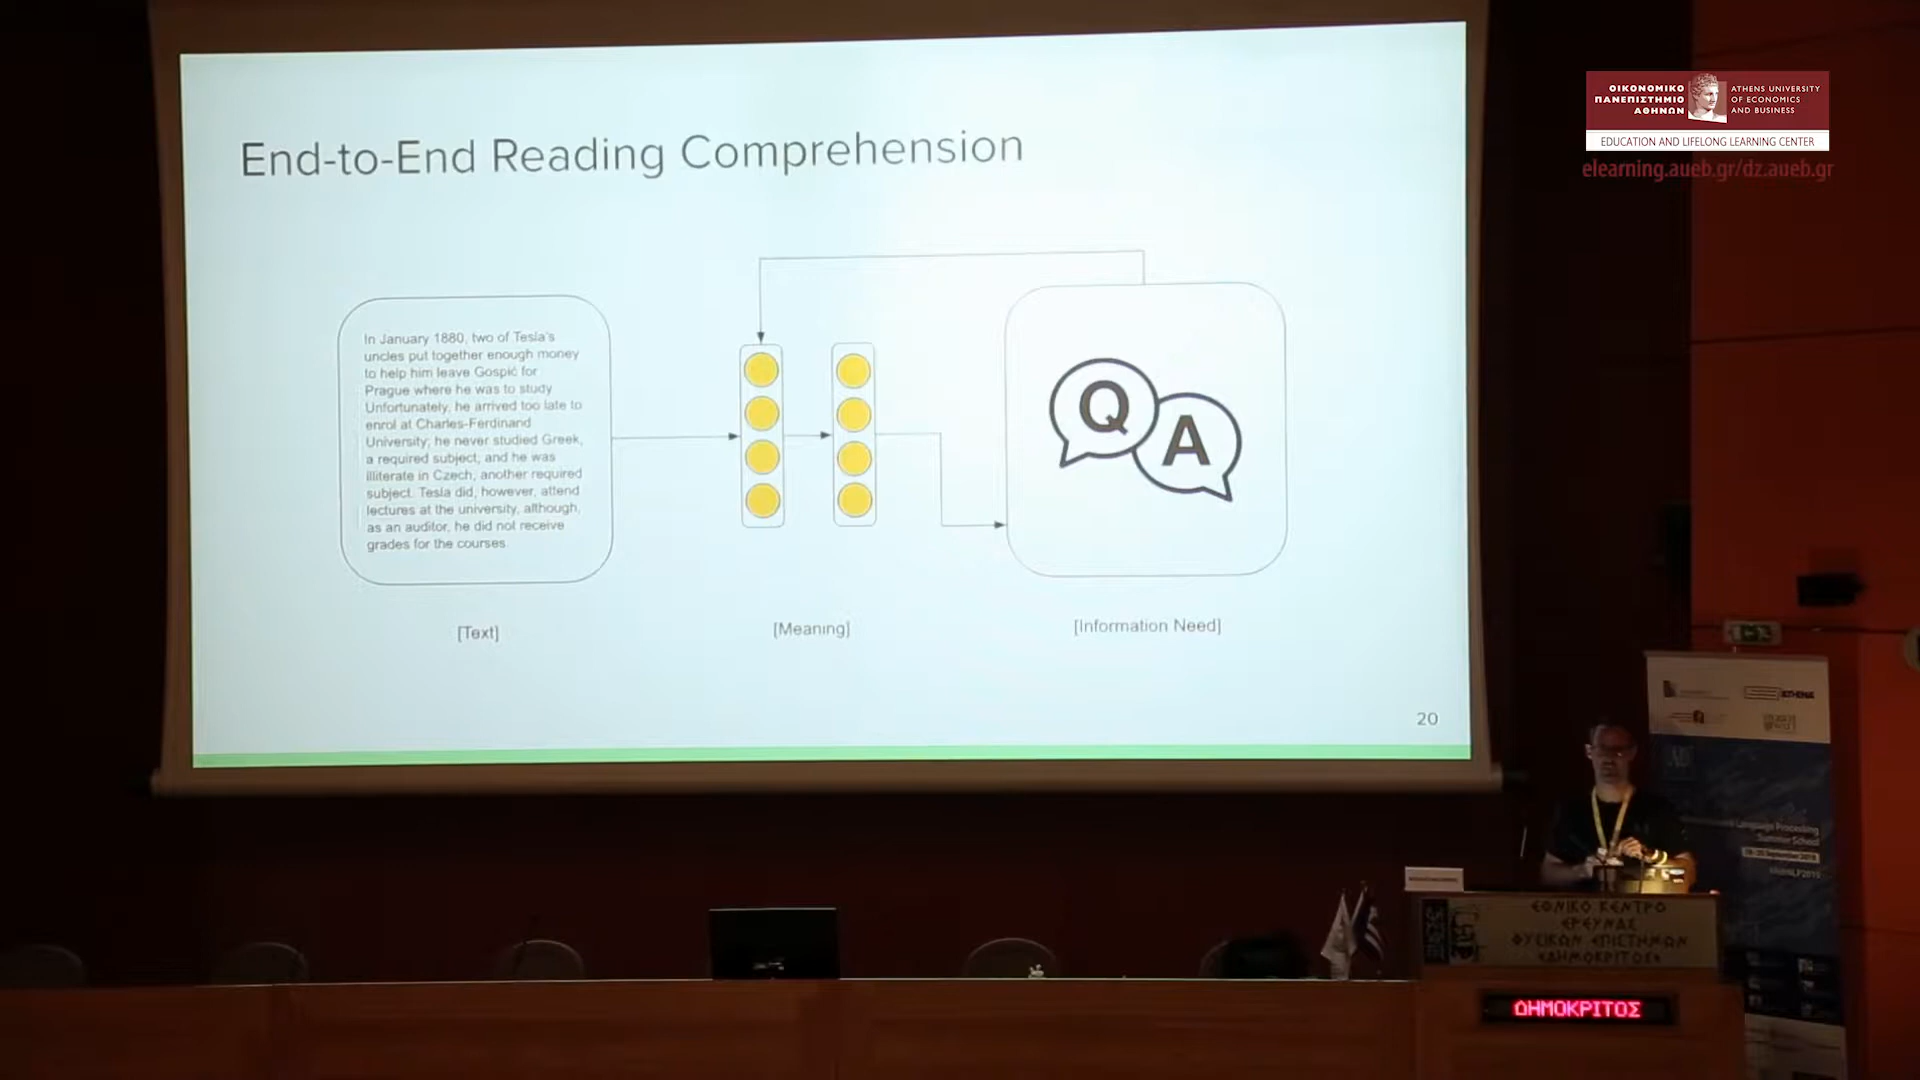 End-to-End Reading Comprehension
In January 1880, two of Tesla's
uncles put together enough money
to help him leave Gospić for
Prague where he was to study
Unfortunately, he arrived too late to
enrol at Charles-Ferdinand
University; he never studied Greek,
a required subject; and he was
illiterate in Czech, another required
subject. Tesla did, however, attend
lectures at the university, although,
as an auditor, he did not receive
grades for the courses.
Q
A
[Text]
[Meaning]
[Information Need]
20
ΟΙΚΟΝΟΜΙΚΟ
ΠΑΝΕΠΙΣΤΗΜΙΟ
ΑΘΗΝΩΝ
ATHENS UNIVERSITY
OF ECONOMICS
AND BUSINESS
EDUCATION AND LIFELONG LEARNING CENTER
elearning.aueb.gr/dz.aueb.gr
ATHENA
Language Processing
Summer School
ΕΘΝΙΚΟ ΚΕΝΤΡΟ
ΕΡΕΥΝΑΣ
ΦΥΣΙΚΩΝ ΕΠΙΣΤΗΜΩΝ
«ΔΗΜΟΚΡΙΤΟΣ»
ΔΗΜΟΚΡΙΤΟΣ